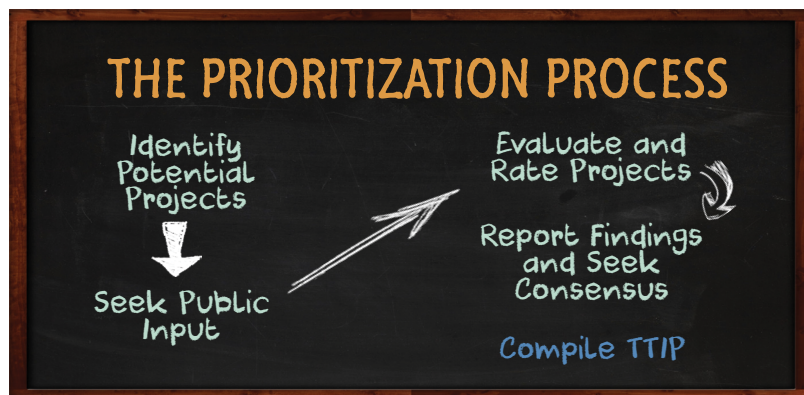 THE PRIORITIZATION PROCESS
Identify
Potential
Projects
Seek Public
Input
Evaluate and
Rate Projects
Report Findings
and Seek
Consensus
Compile TTIP